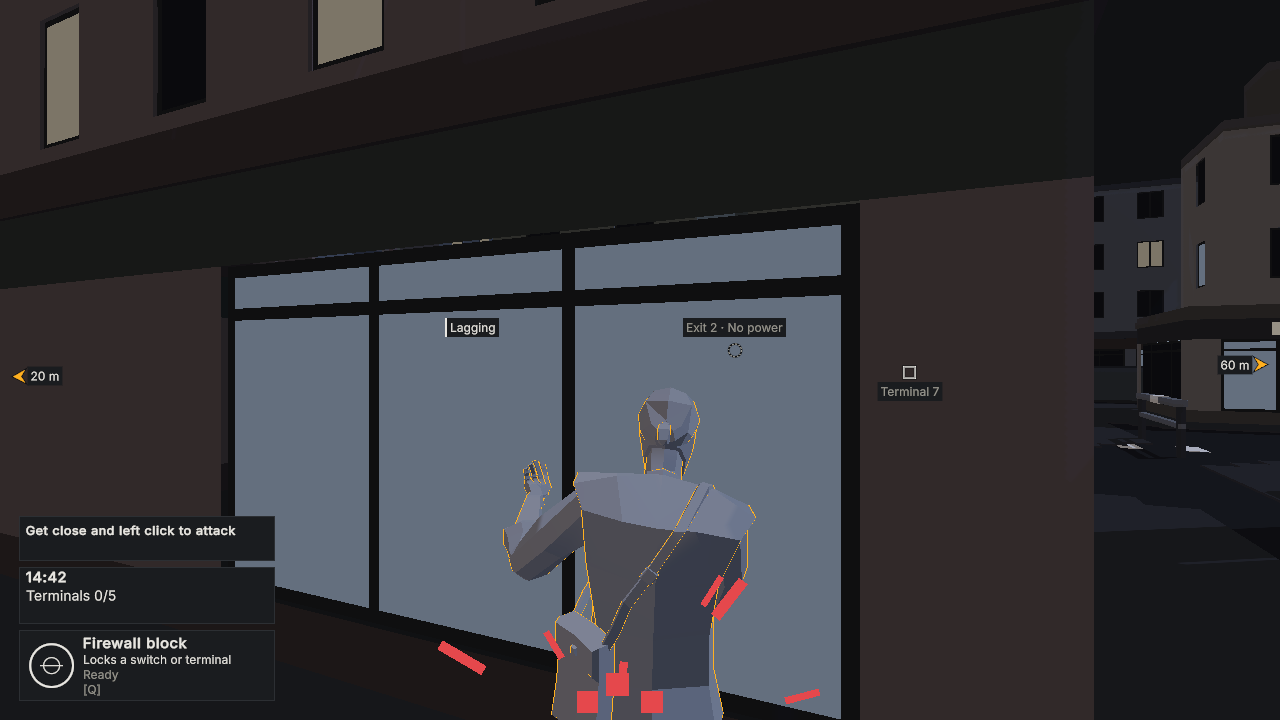 Lagging
Exit 2 · No power
20 m
60 m
Terminal 7
Get close and left click to attack
14:42
Terminals 0/5
Firewall block
Locks a switch or terminal
Ready
[Q]